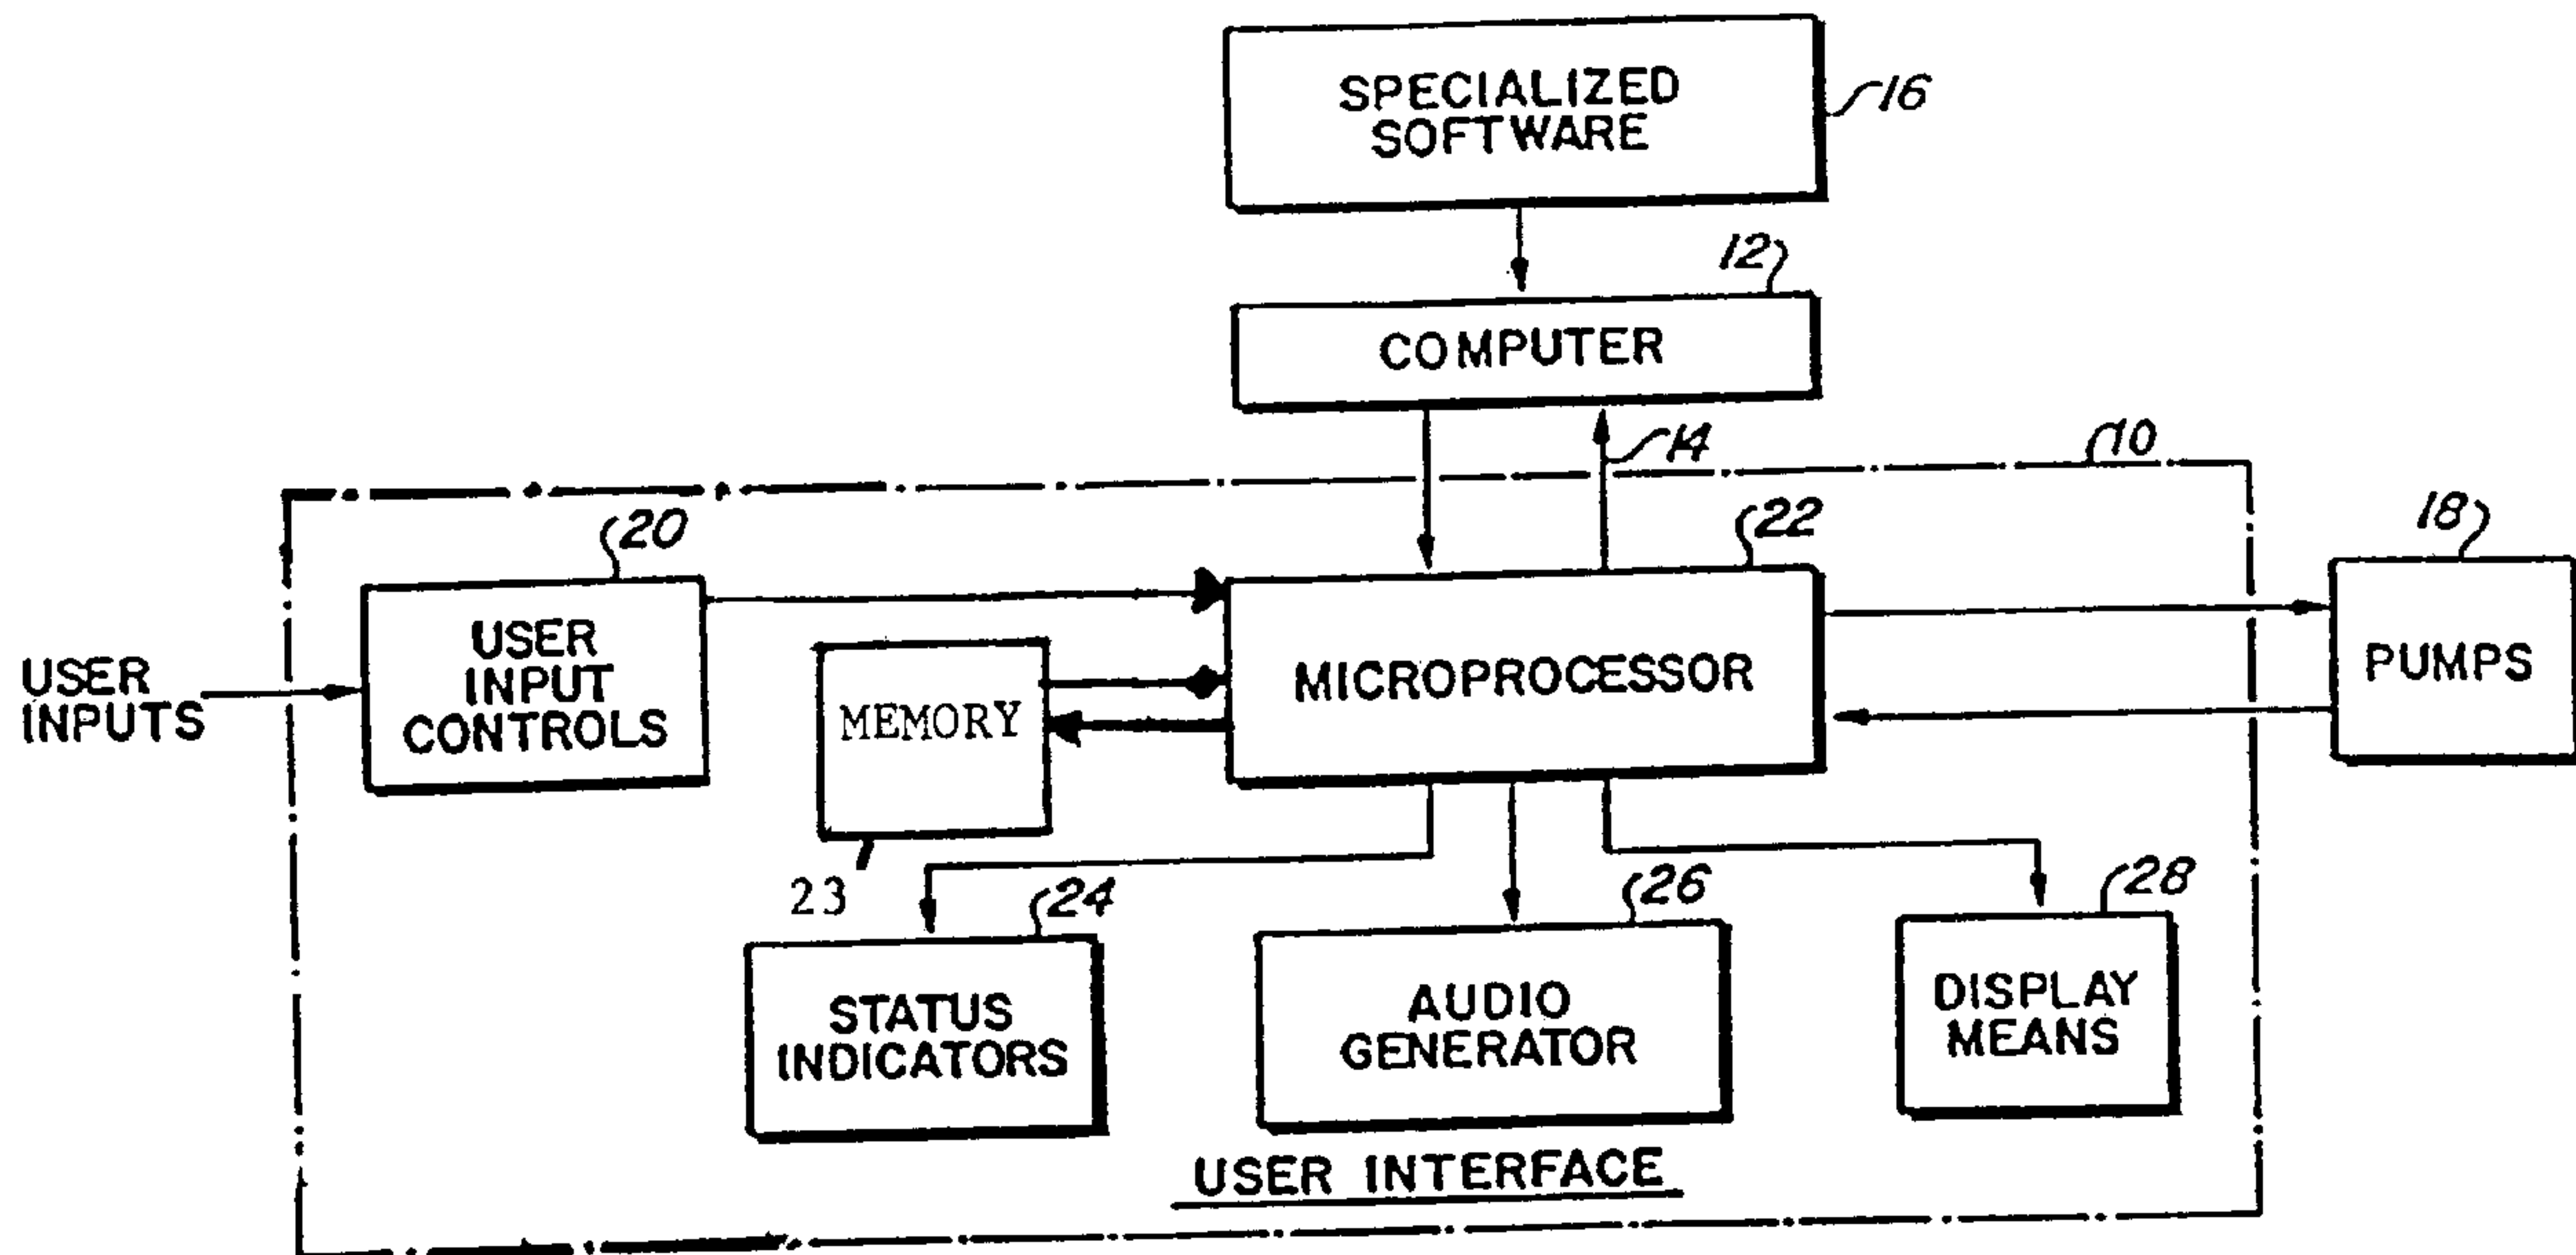 SPECIALIZED
SOFTWARE
16
12
COMPUTER
14
10
20
22
18
USER
INPUTS
USER
INPUT
CONTROLS
MEMORY
MICROPROCESSOR
PUMPS
23
24
26
28
STATUS
INDICATORS
AUDIO
GENERATOR
DISPLAY
MEANS
USER INTERFACE